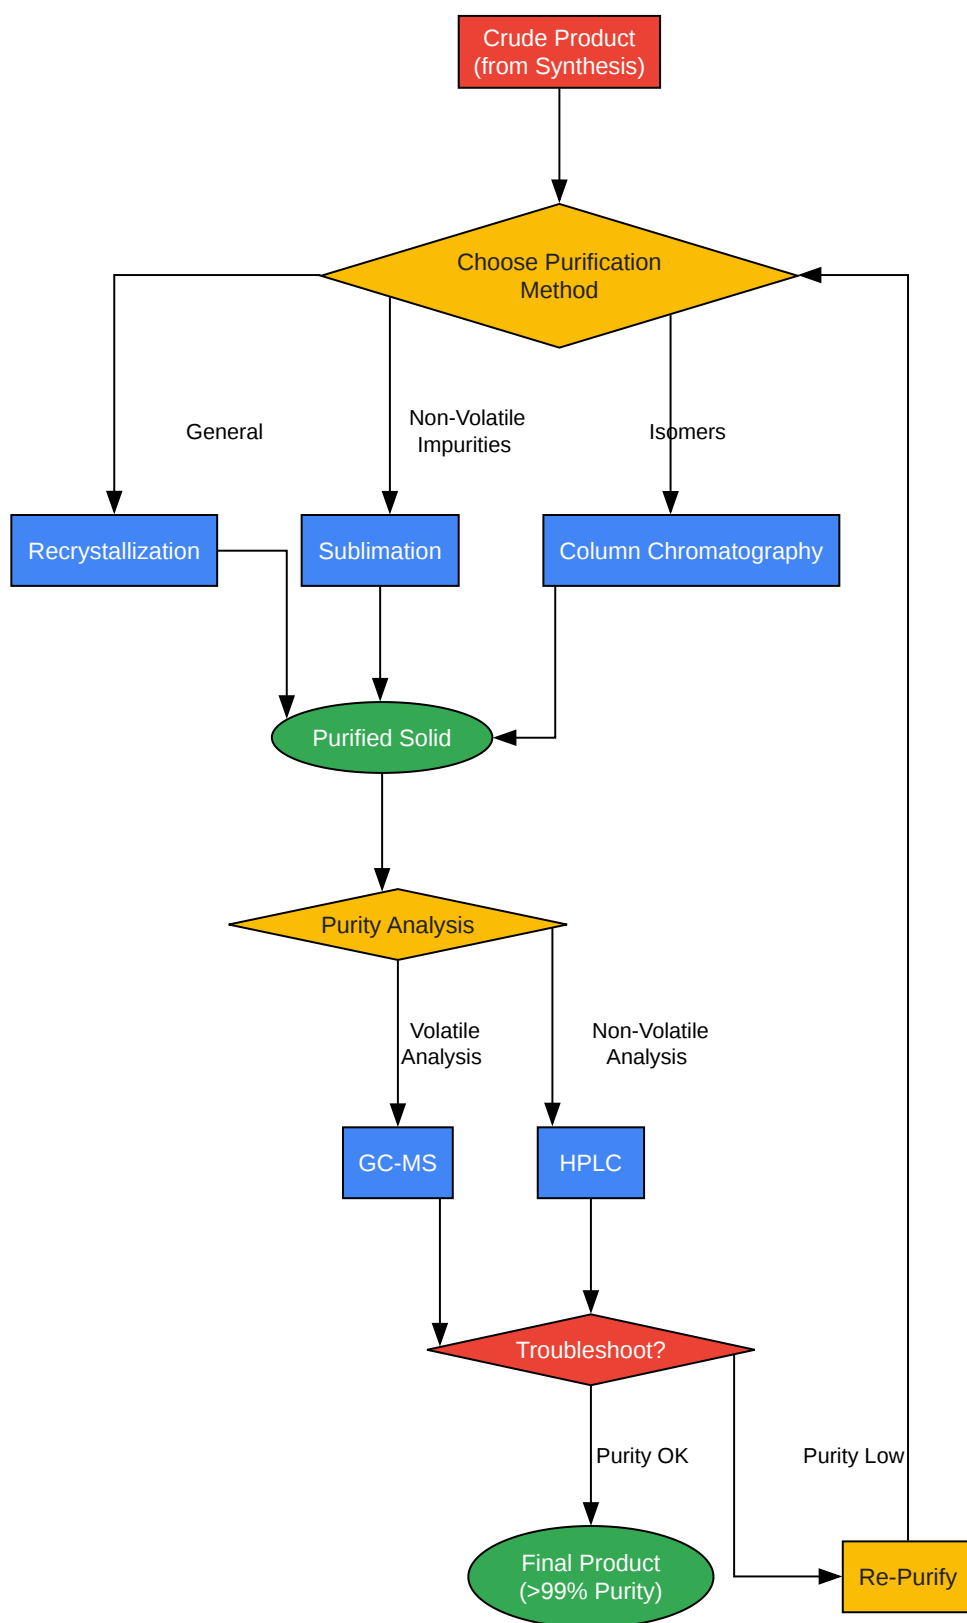 Crude Product
(from Synthesis)
Choose Purification
Method
General
Non-Volatile
Impurities
Isomers
Recrystallization
Sublimation
Column Chromatography
Purified Solid
Purity Analysis
Volatile
Analysis
Non-Volatile
Analysis
GC-MS
HPLC
Troubleshoot?
Purity OK
Purity Low
Final Product
(>99% Purity)
Re-Purify